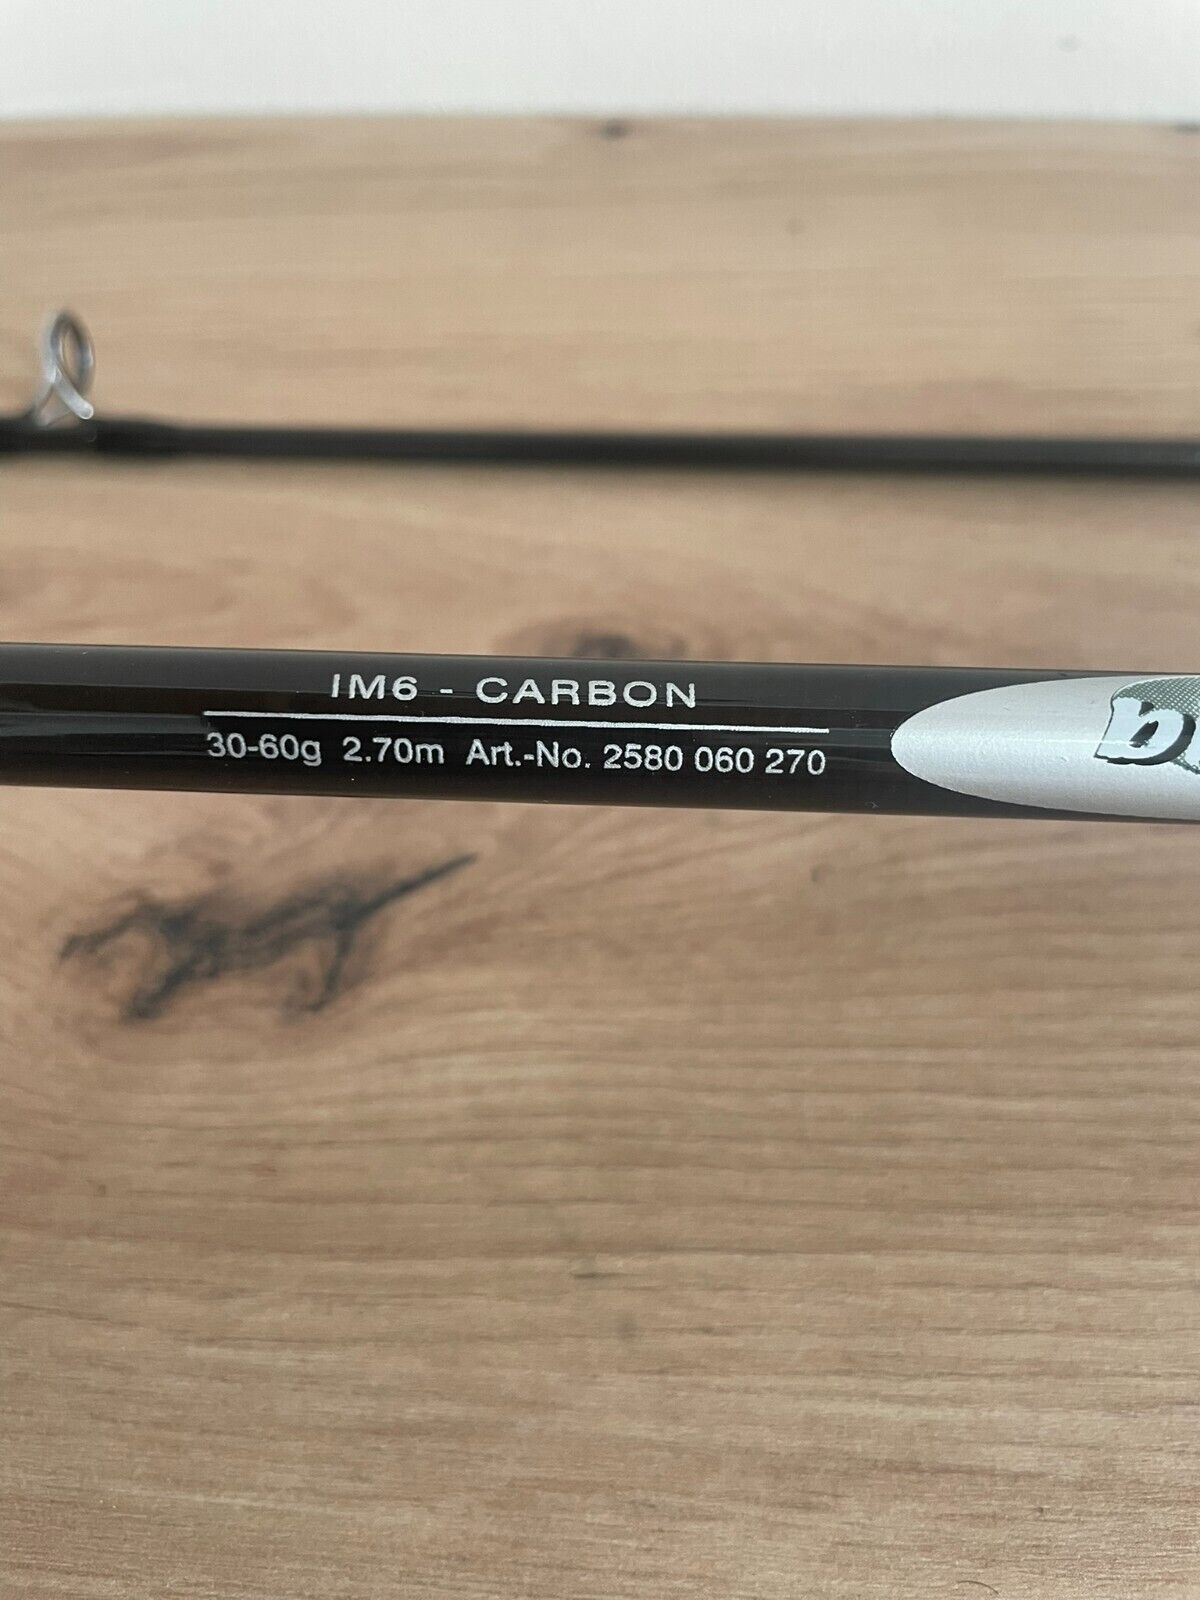 IM6 - CARBON
30-60g 2.70m Art.-No. 2580 060 270